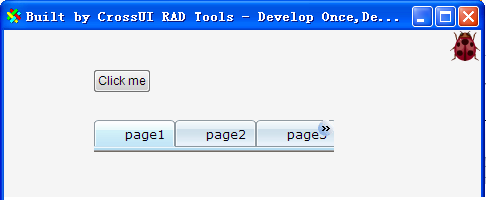 Built by CrossUI RAD Tools - Develop Once,De...
Click me
page1 page2 page3 »